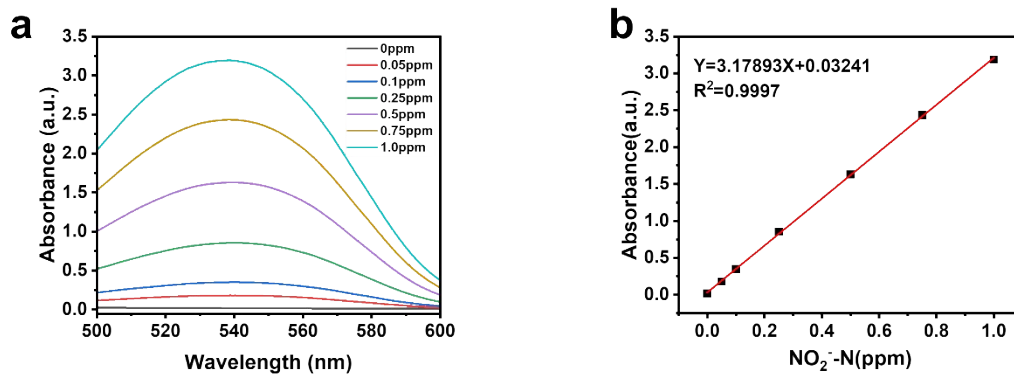 a
3.5
3.0
2.5
2.0
1.5
1.0
0.5
0.0
Absorbance (a.u.)
500 520 540 560 580 600
Wavelength (nm)
0ppm
0.05ppm
0.1ppm
0.25ppm
0.5ppm
0.75ppm
1.0ppm
b
3.5
3.0
2.5
2.0
1.5
1.0
0.5
0.0
Absorbance(a.u.)
Y=3.17893X+0.03241
R²=0.9997
0.0 0.2 0.4 0.6 0.8 1.0
NO₂⁻-N(ppm)